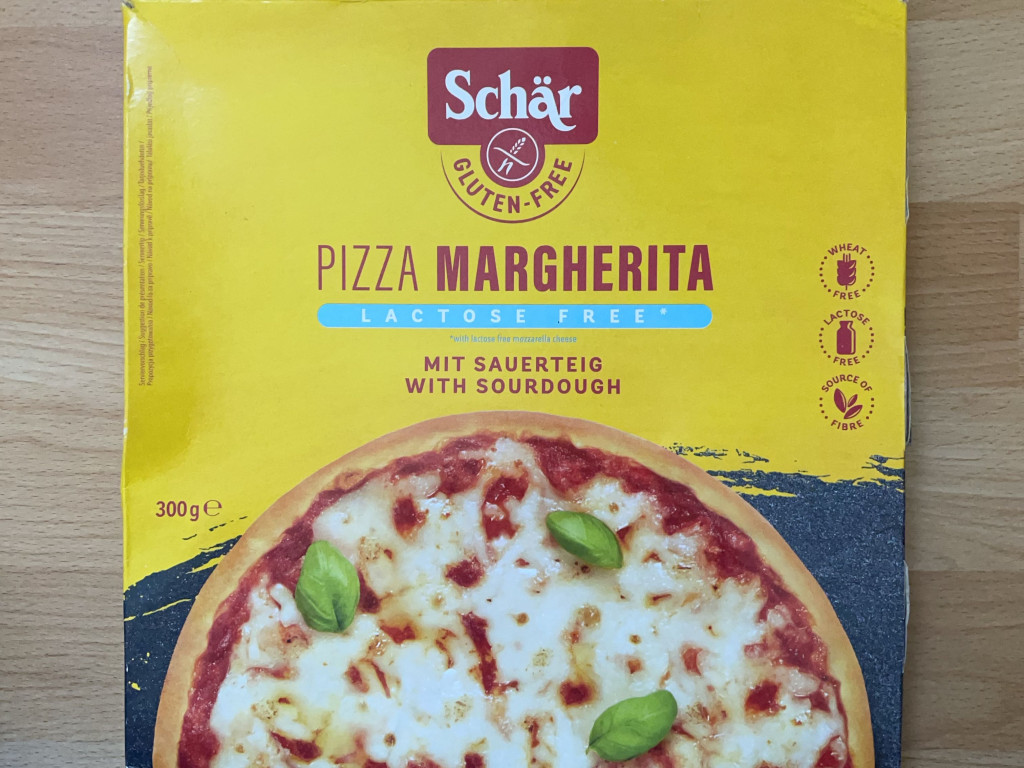 Schär
GLUTEN-FREE
PIZZA MARGHERITA
LACTOSE FREE*
*with lactose free mozzarella cheese
MIT SAUERTEIG
WITH SOURDOUGH
WHEAT
FREE
LACTOSE
FREE
SOURCE OF
FIBRE
300g e